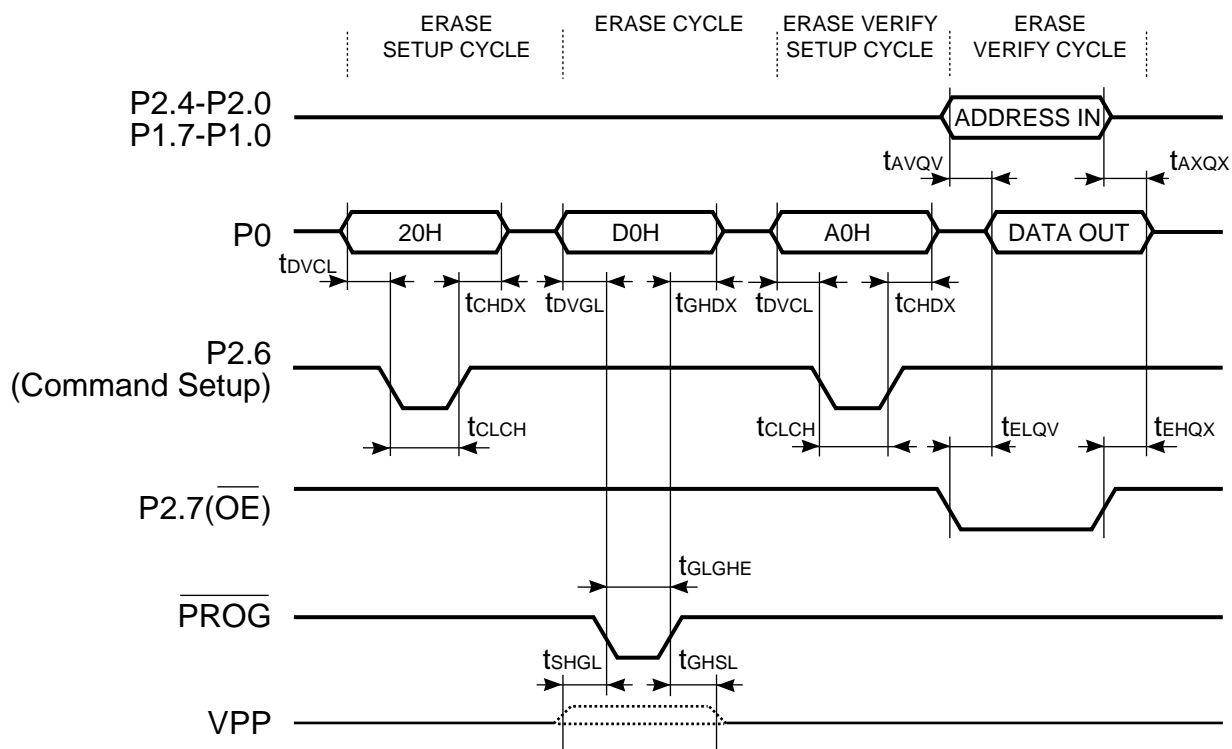 ERASE
SETUP CYCLE
ERASE CYCLE
ERASE VERIFY
SETUP CYCLE
ERASE
VERIFY CYCLE
P2.4-P2.0
P1.7-P1.0
ADDRESS IN
tAVQV
tAXQX
P0
20H
D0H
A0H
DATA OUT
tDVCL
tCHDX
tDVGL
tGHDX
tDVCL
tCHDX
P2.6
(Command Setup)
tCLCH
tCLCH
tELQV
tEHQX
P2.7(OE)
tGLGHE
PROG
tSHGL
tGHSL
VPP